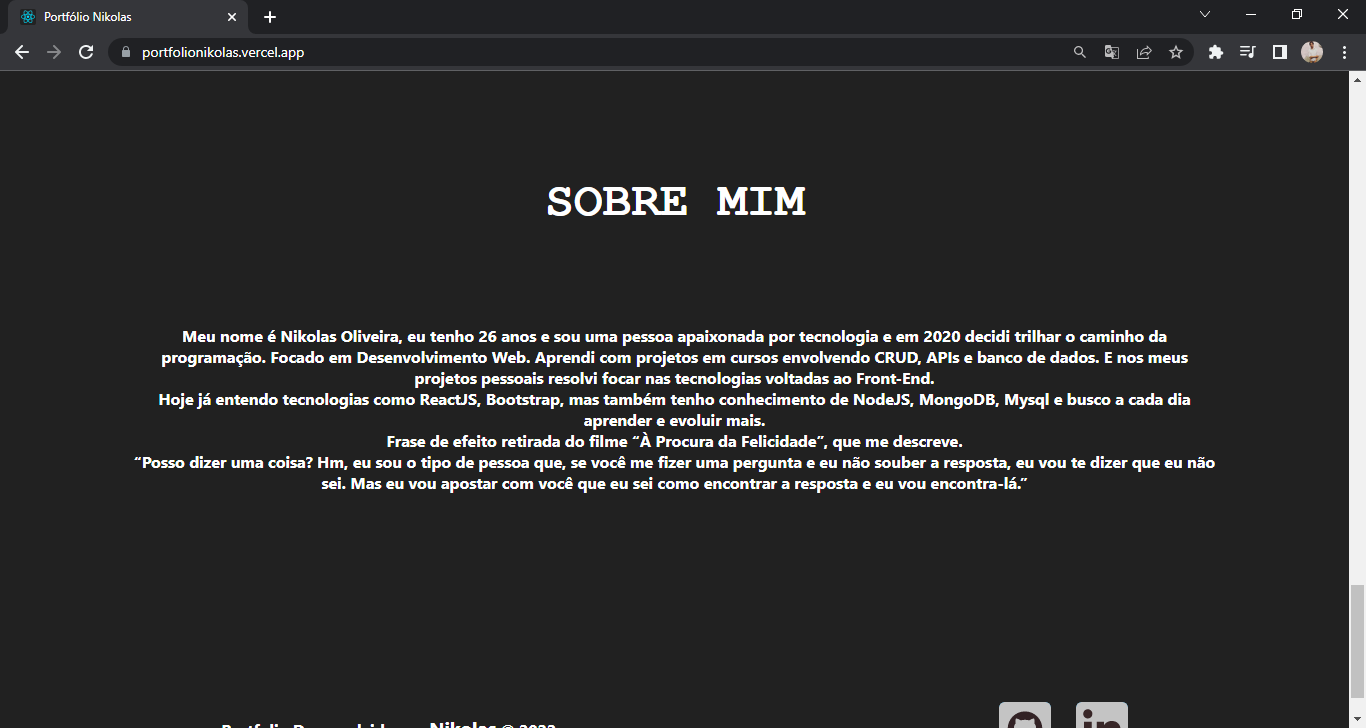 Portfólio Nikolas
portfolionikolas.vercel.app
SOBRE MIM
Meu nome é Nikolas Oliveira, eu tenho 26 anos e sou uma pessoa apaixonada por tecnologia e em 2020 decidi trilhar o caminho da
programação. Focado em Desenvolvimento Web. Aprendi com projetos em cursos envolvendo CRUD, APIs e banco de dados. E nos meus
projetos pessoais resolvi focar nas tecnologias voltadas ao Front-End.
Hoje já entendo tecnologias como ReactJS, Bootstrap, mas também tenho conhecimento de NodeJS, MongoDB, Mysql e busco a cada dia
aprender e evoluir mais.
Frase de efeito retirada do filme “À Procura da Felicidade”, que me descreve.
“Posso dizer uma coisa? Hm, eu sou o tipo de pessoa que, se você me fizer uma pergunta e eu não souber a resposta, eu vou te dizer que eu não
sei. Mas eu vou apostar com você que eu sei como encontrar a resposta e eu vou encontra-lá.”
Nikolas ©
in